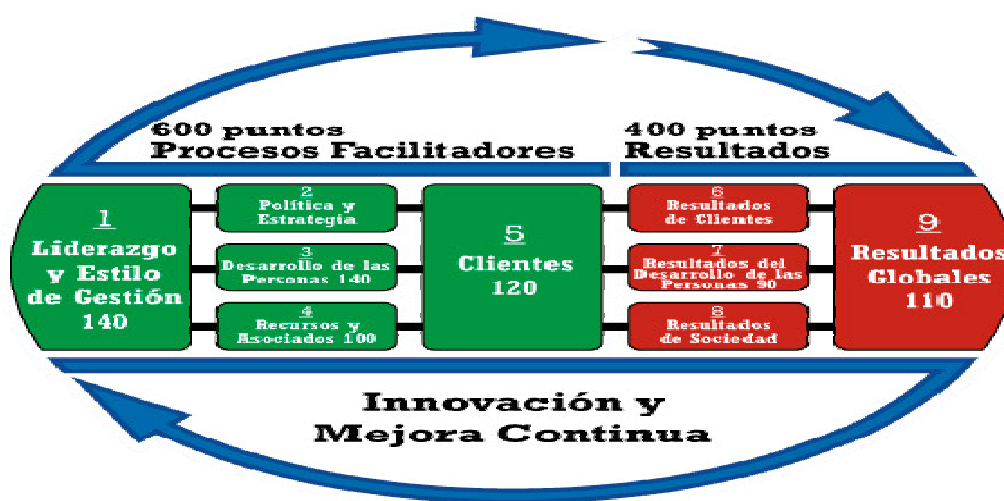 600 puntos
Procesos Facilitadores
400 puntos
Resultados
1
Liderazgo
y Estilo
de Gestión
140
2
Política y
Estrategia
3
Desarrollo de las
Personas 140
4
Recursos y
Asociados 100
5
Clientes
120
6
Resultados
de Clientes
7
Resultados del
Desarrollo de las
Personas 90
8
Resultados
de Sociedad
9
Resultados
Globales
110
Innovación y
Mejora Continua